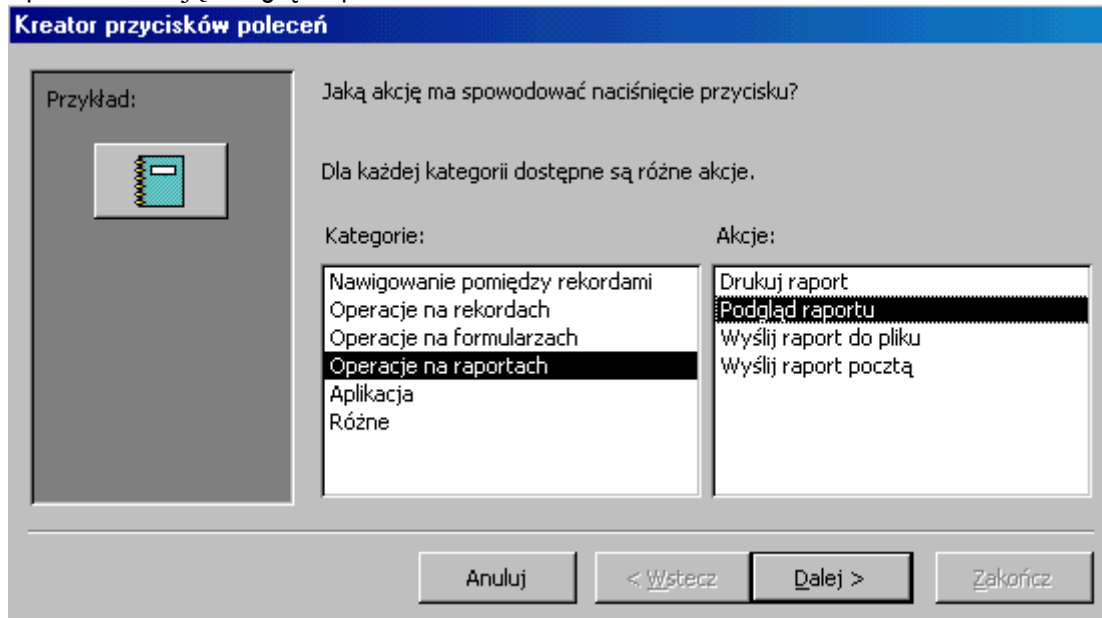 Kreator przycisków poleceń
Przykład:
Jaką akcję ma spowodować naciśnięcie przycisku?
Dla każdej kategorii dostępne są różne akcje.
Kategorie:
Nawigowanie pomiędzy rekordami
Operacje na rekordach
Operacje na formularzach
Operacje na raportach
Aplikacja
Różne
Akcje:
Drukuj raport
Podgląd raportu
Wyślij raport do pliku
Wyślij raport pocztą
Anuluj
< Wstecz
Dalej >
Zakończ